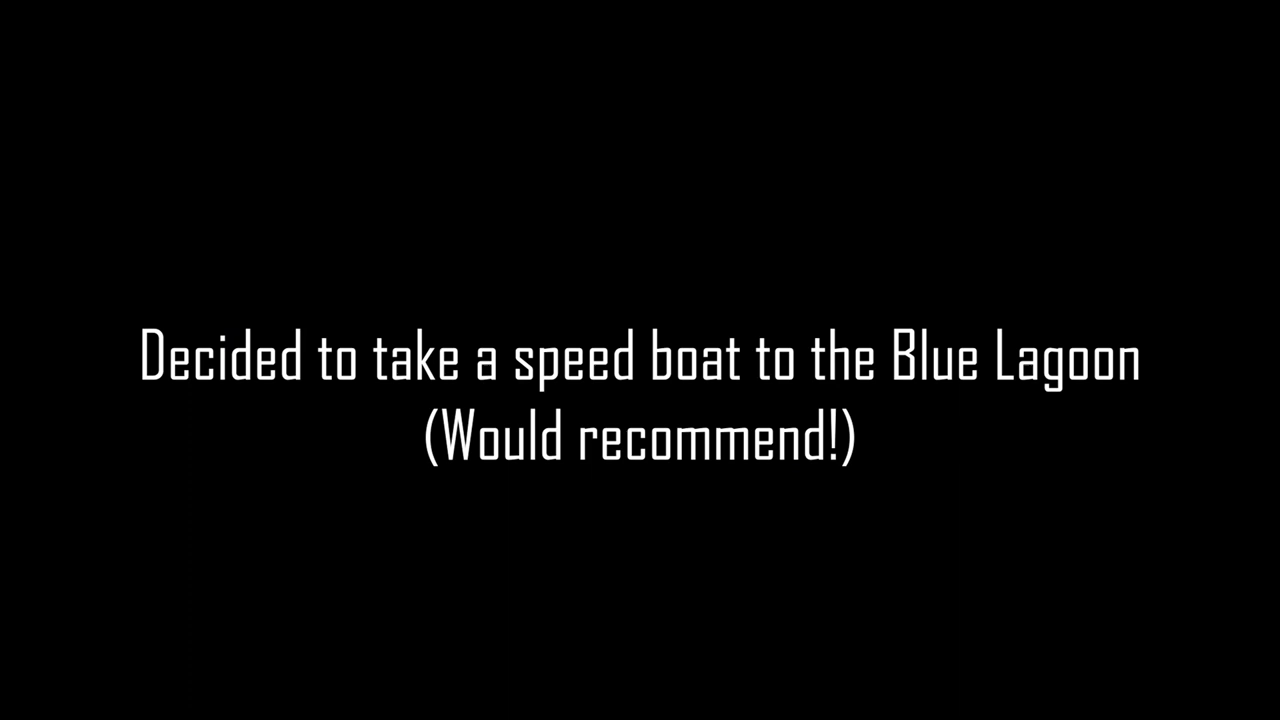 Decided to take a speed boat to the Blue Lagoon
(Would recommend!)